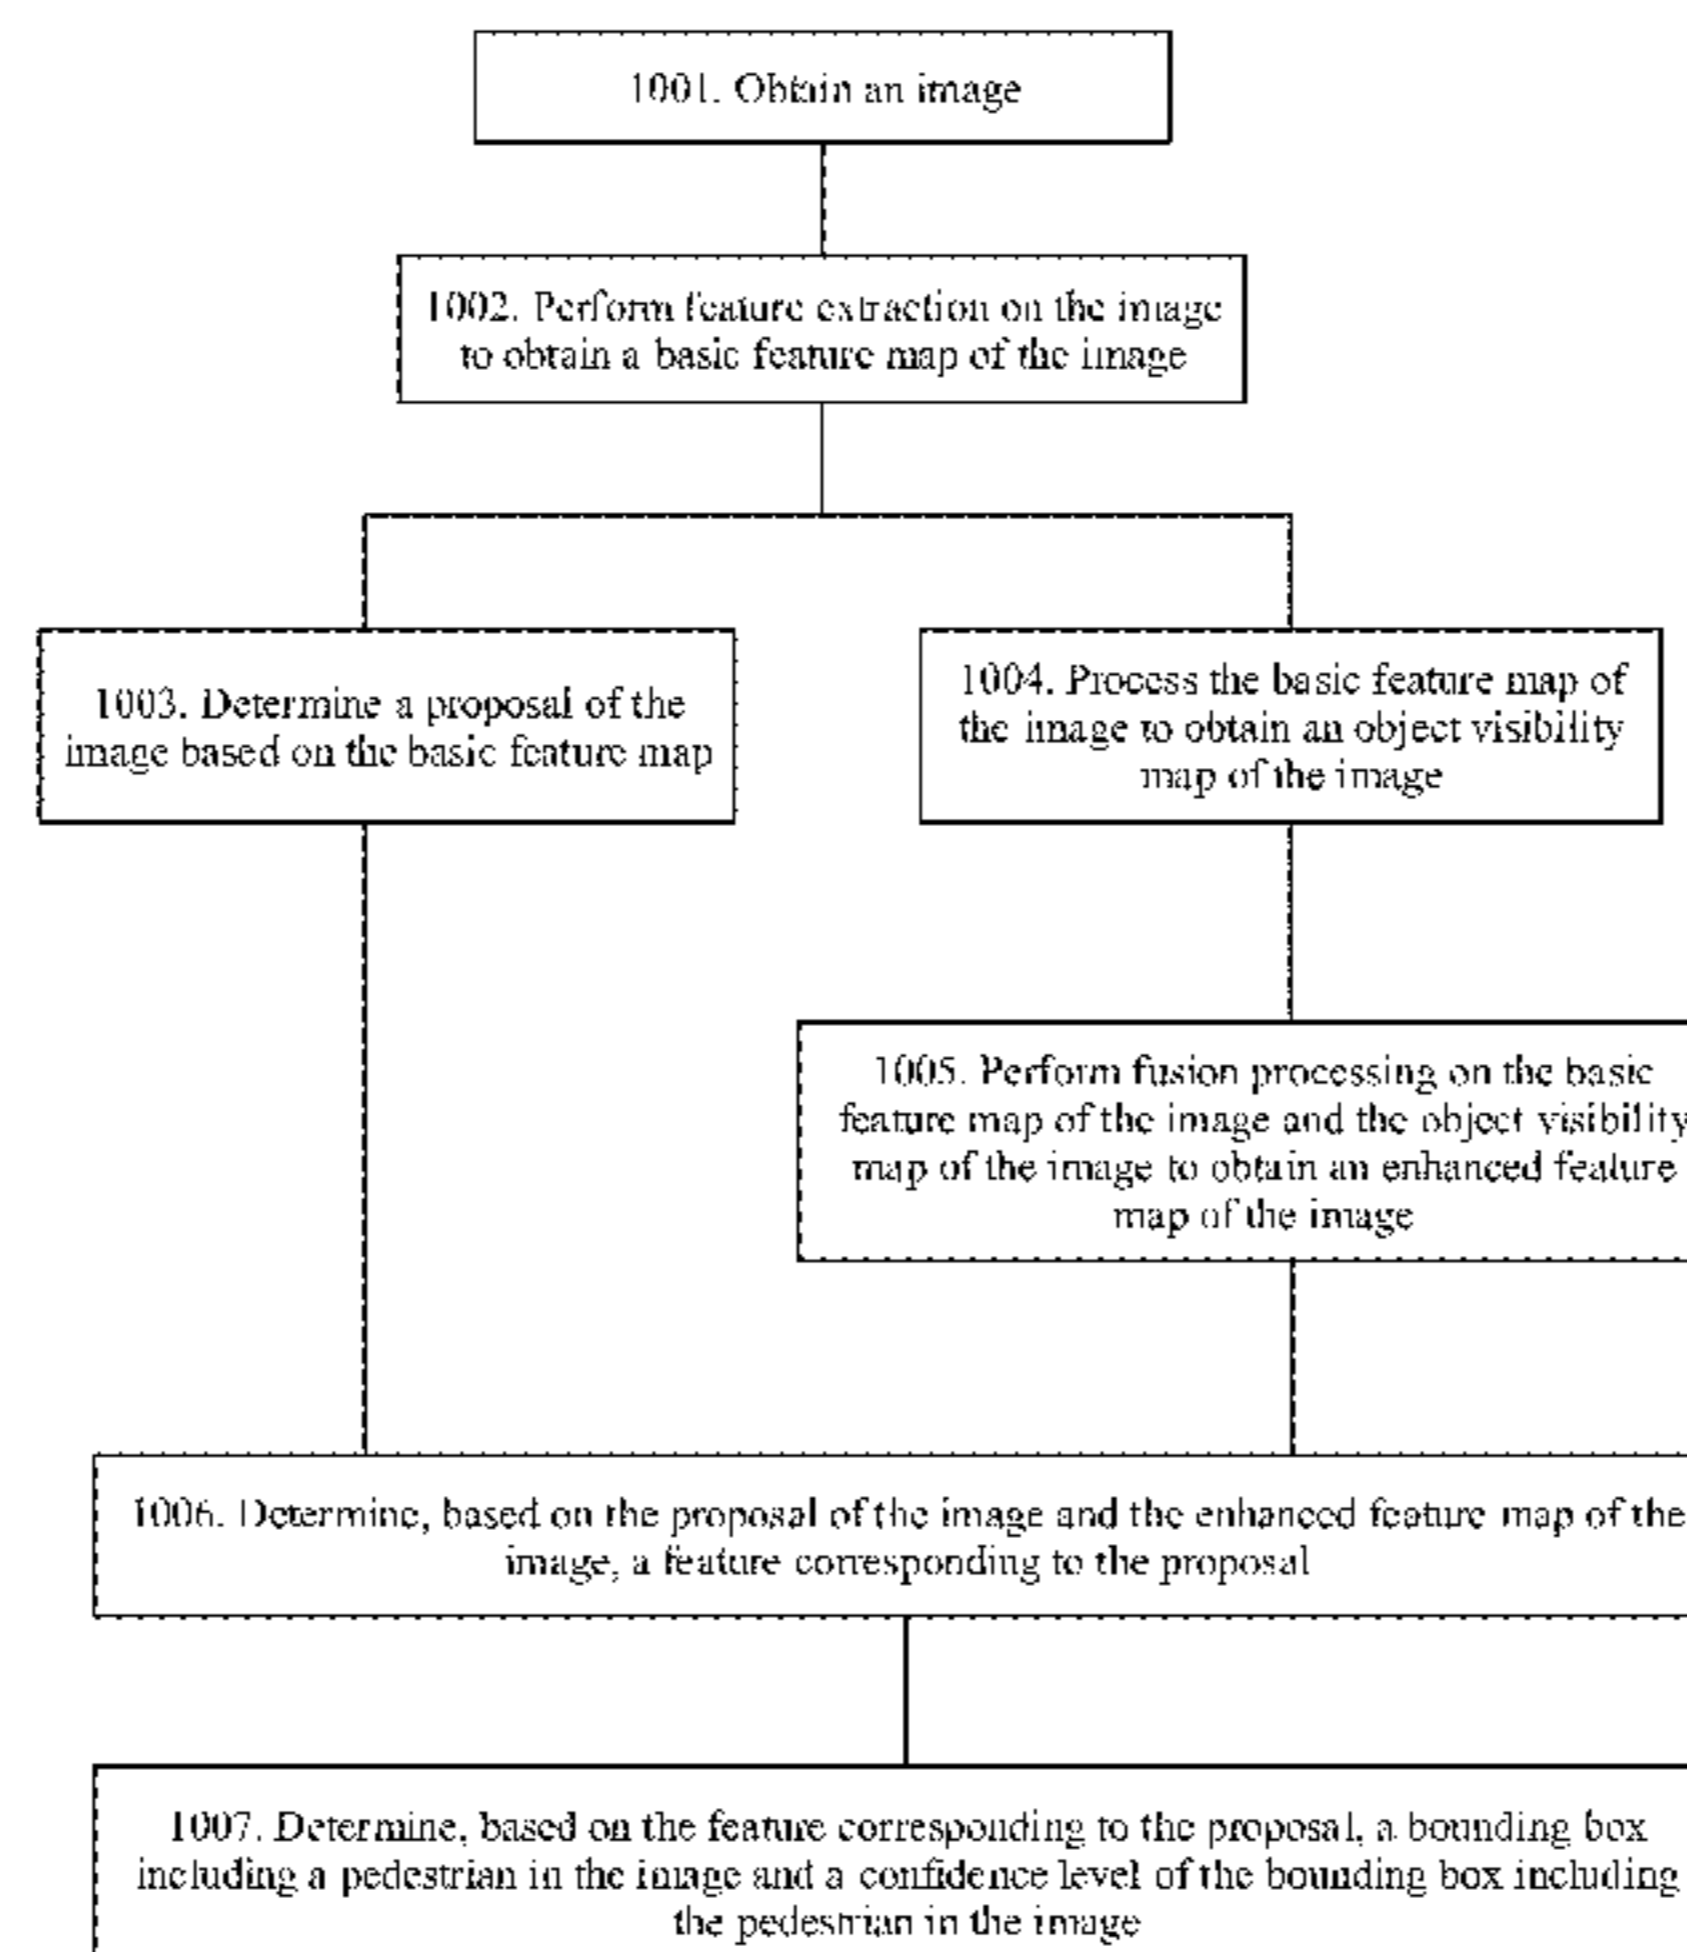 1001. Obtain an image
1002. Perform feature extraction on the image
to obtain a basic feature map of the image
1003. Determine a proposal of the
image based on the basic feature map
1004. Process the basic feature map of
the image to obtain an object visibility
map of the image
1005. Perform fusion processing on the basic
feature map of the image and the object visibility
map of the image to obtain an enhanced feature
map of the image
1006. Determine, based on the proposal of the image and the enhanced feature map of the
image, a feature corresponding to the proposal
1007. Determine, based on the feature corresponding to the proposal, a bounding box
including a pedestrian in the image and a confidence level of the bounding box including
the pedestrian in the image